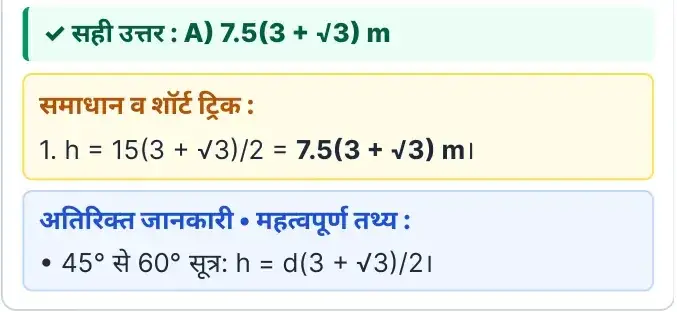 ✓ सही उत्तर : A) 7.5(3 + √3) m
समाधान व शॉर्ट ट्रिक :
1. h = 15(3 + √3)/2 = 7.5(3 + √3) m।
अतिरिक्त जानकारी • महत्वपूर्ण तथ्य :
• 45° से 60° सूत्र: h = d(3 + √3)/2।